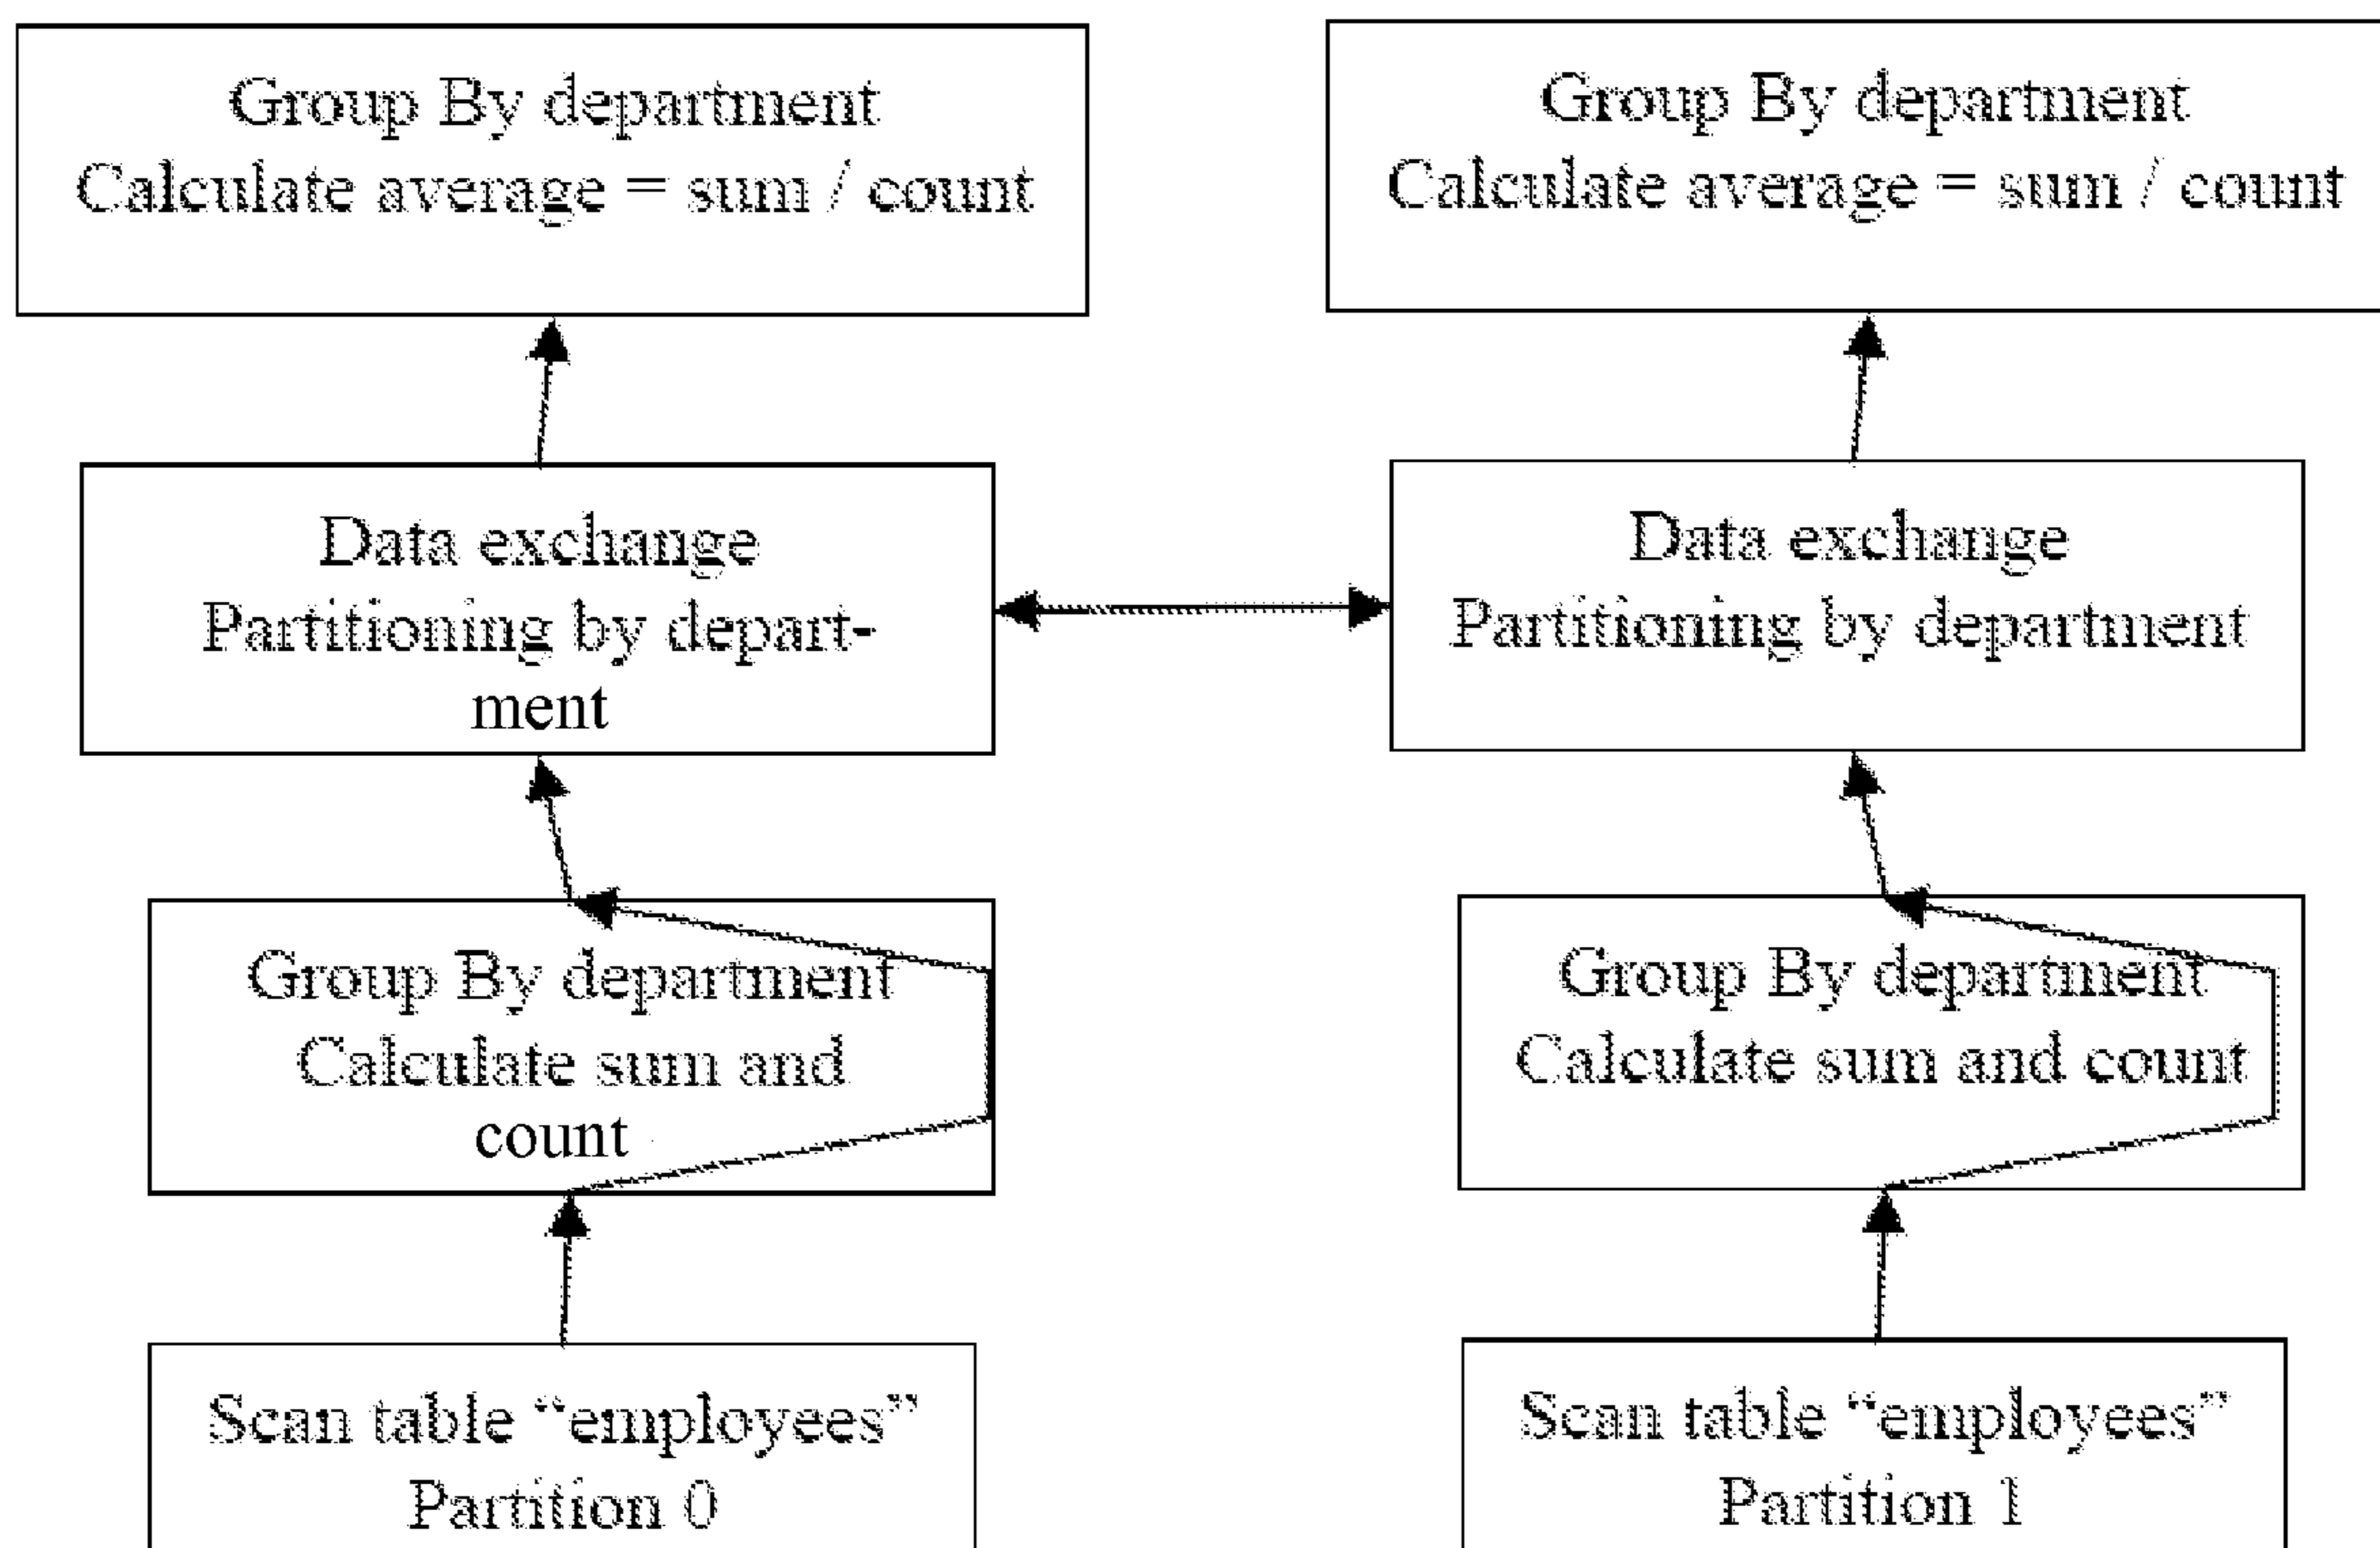 Group By department
Calculate average = sum / count
Group By department
Calculate average = sum / count
Data exchange
Partitioning by depart-
ment
Data exchange
Partitioning by department
Group By department
Calculate sum and
count
Group By department
Calculate sum and count
Scan table “employees”
Partition 0
Scan table “employees”
Partition 1